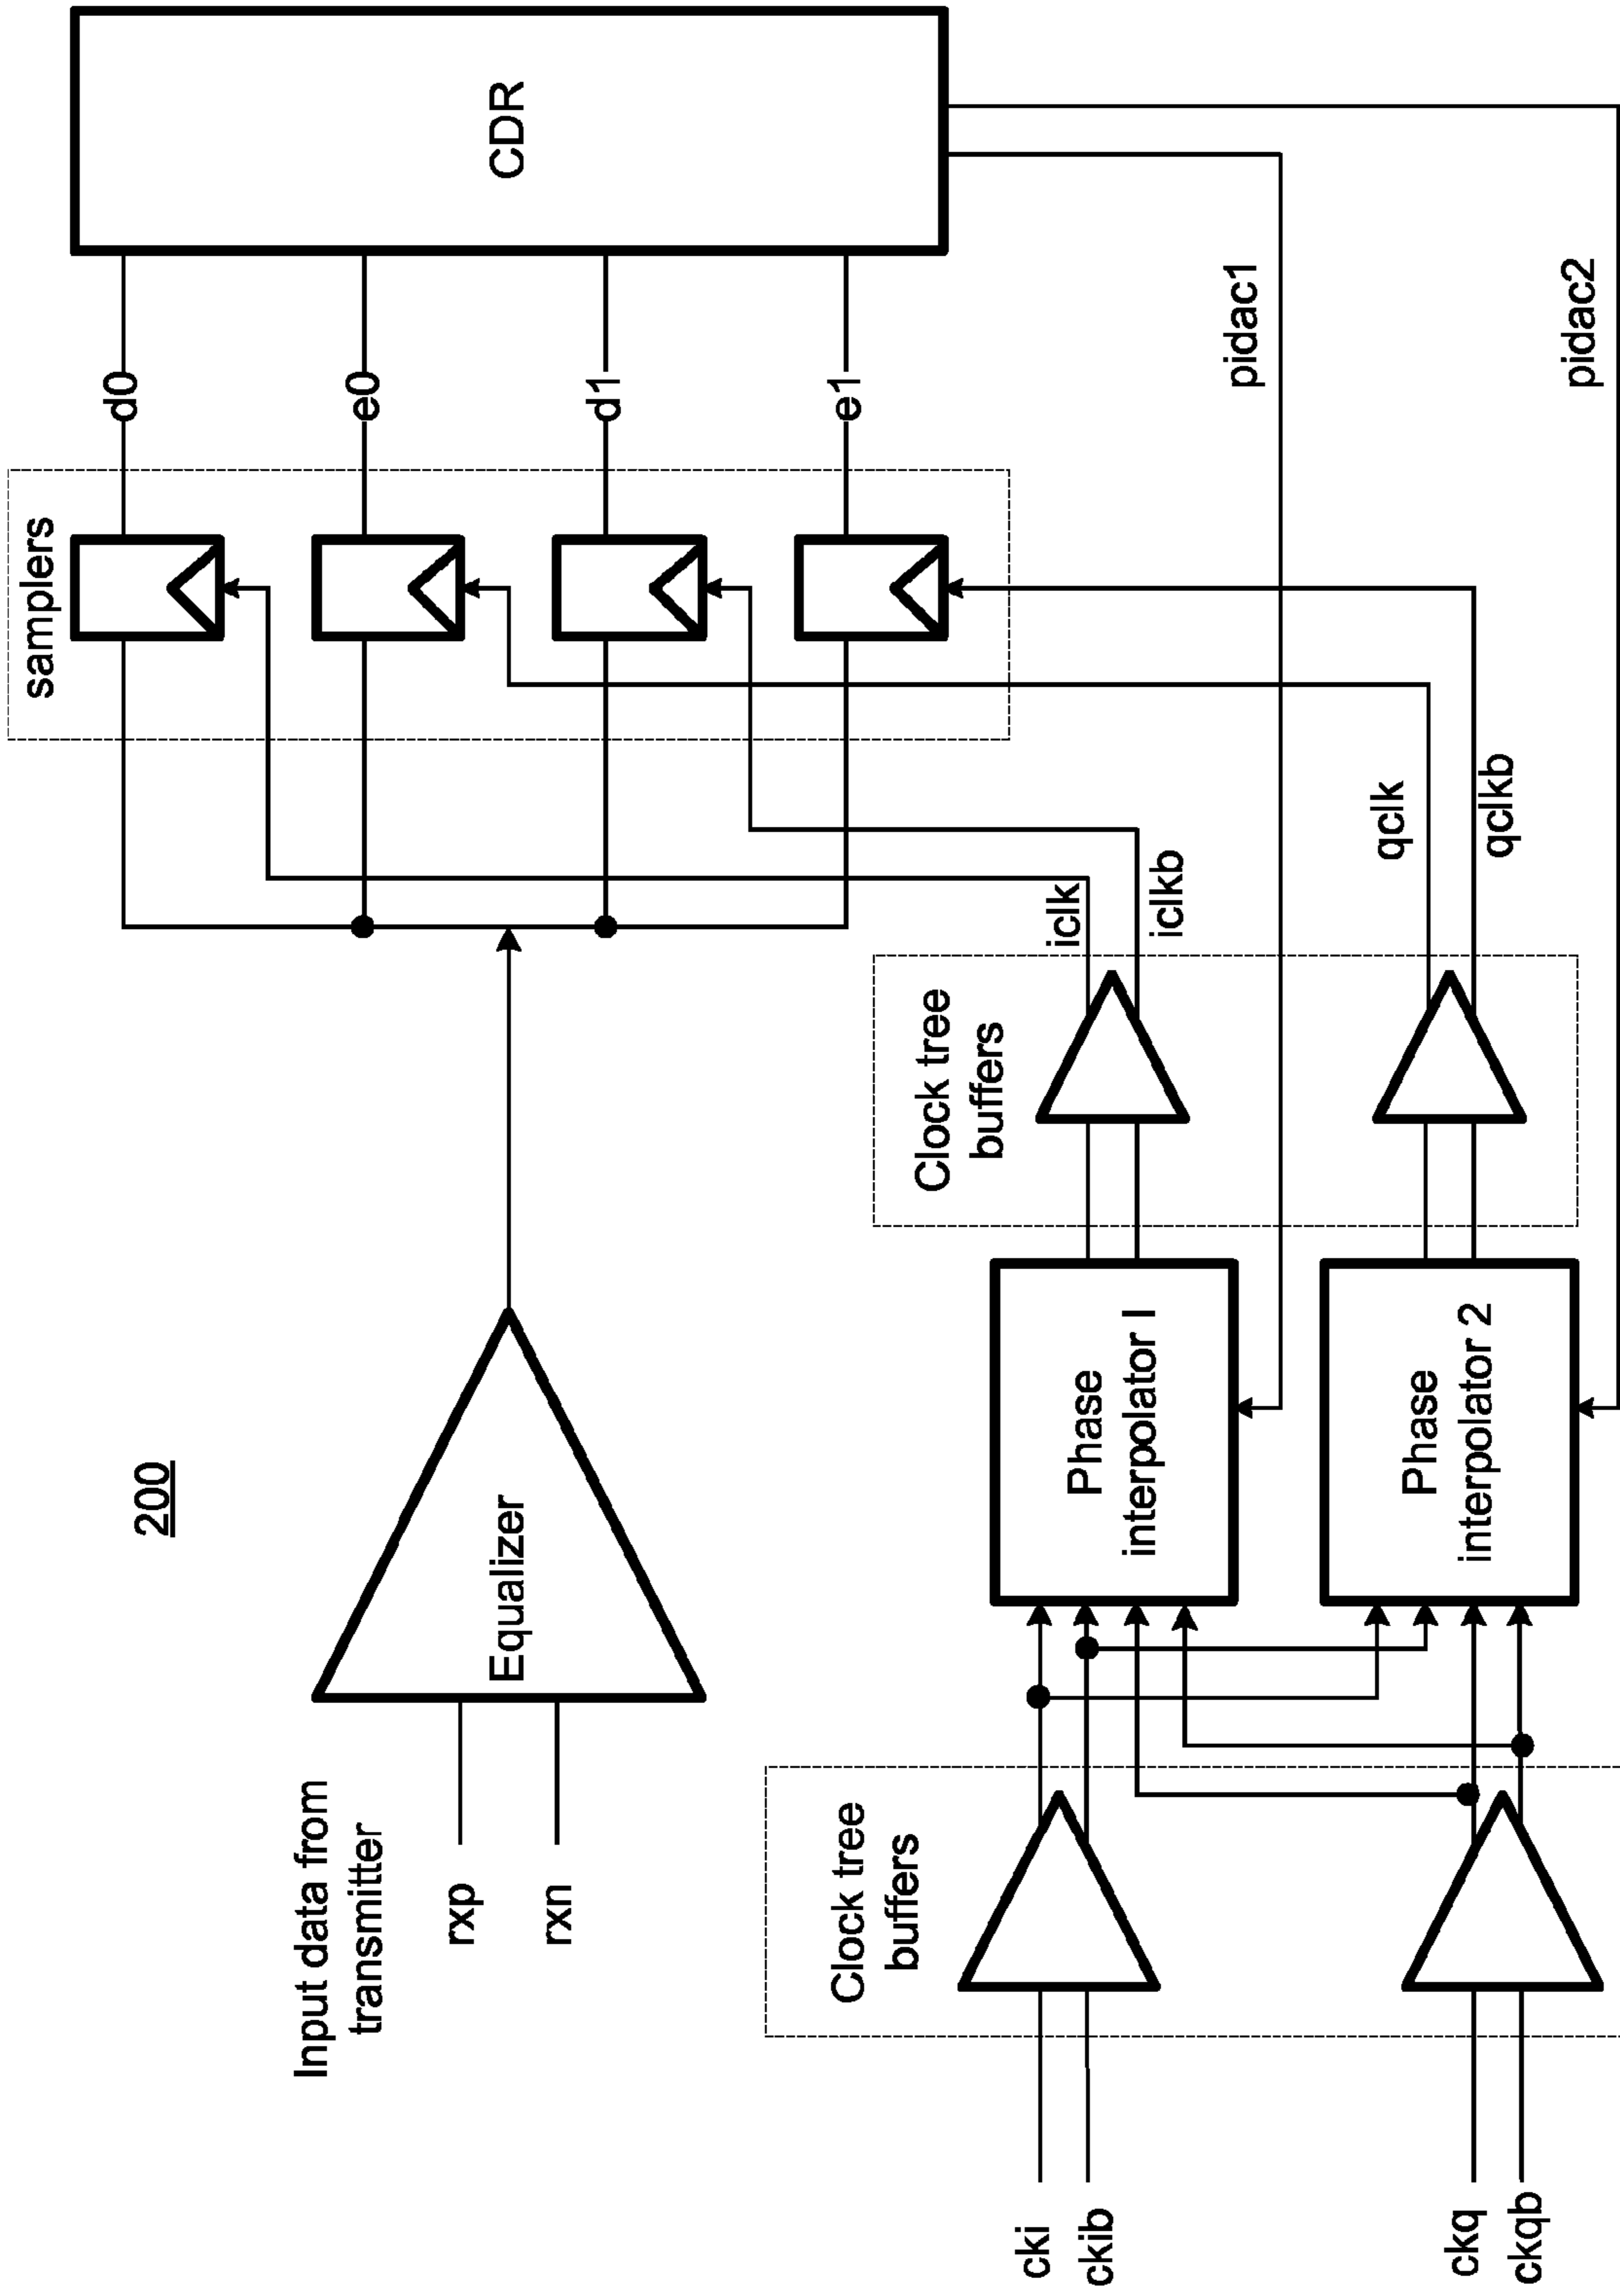 200
Input data from
transmitter
rxp
rxn
Equalizer
samplers
d0
e0
d1
e1
CDR
Clock tree
buffers
cki
ckib
ckq
ckqb
Phase
interpolator I
Phase
interpolator 2
Clock tree
buffers
iclk
iclkb
qclk
qclkb
pidac1
pidac2